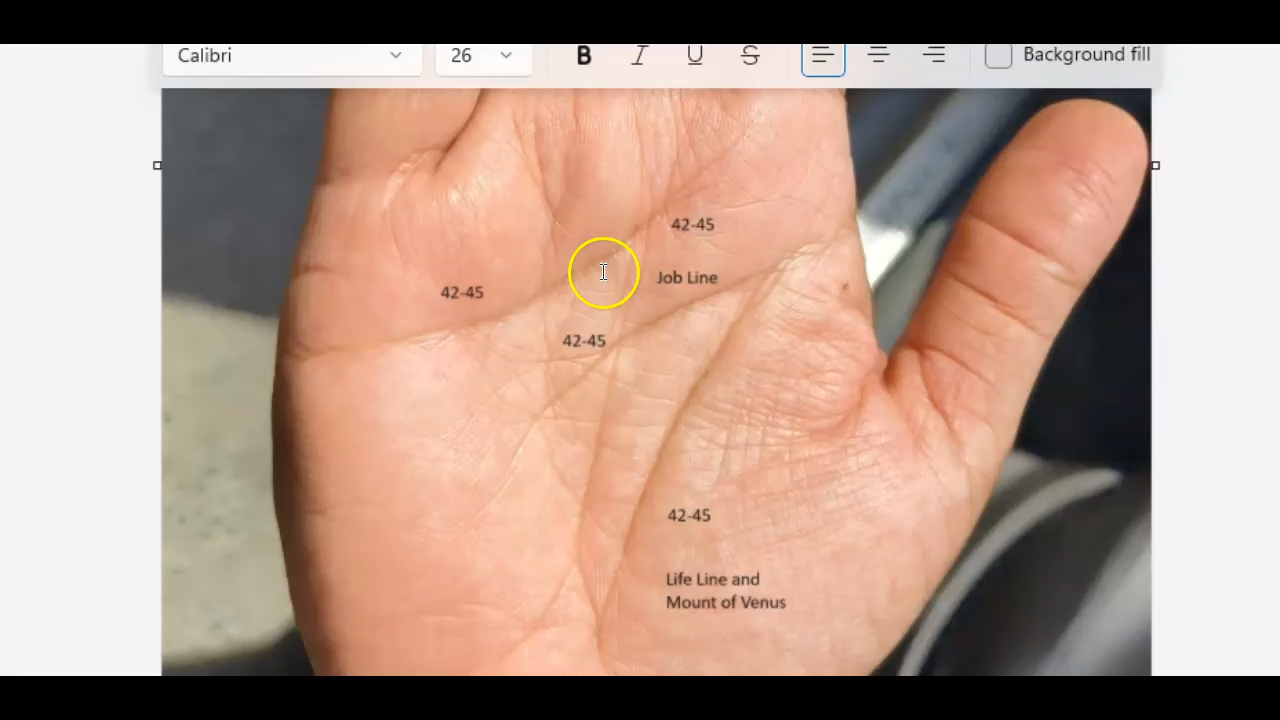 Calibri
26
B I U S
Background fill
42-45
Job Line
42-45
42-45
42-45
Life Line and
Mount of Venus